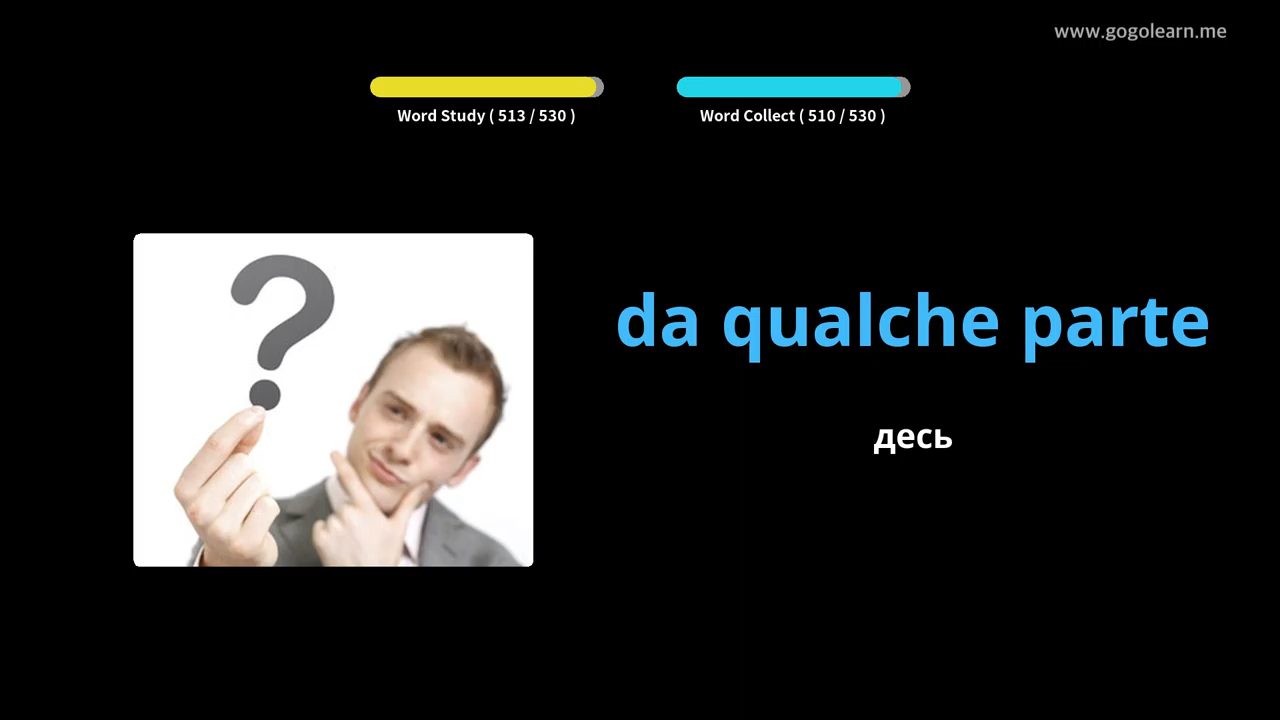 www.gogolearn.me
Word Study ( 513 / 530 )
Word Collect ( 510 / 530 )
da qualche parte
десь